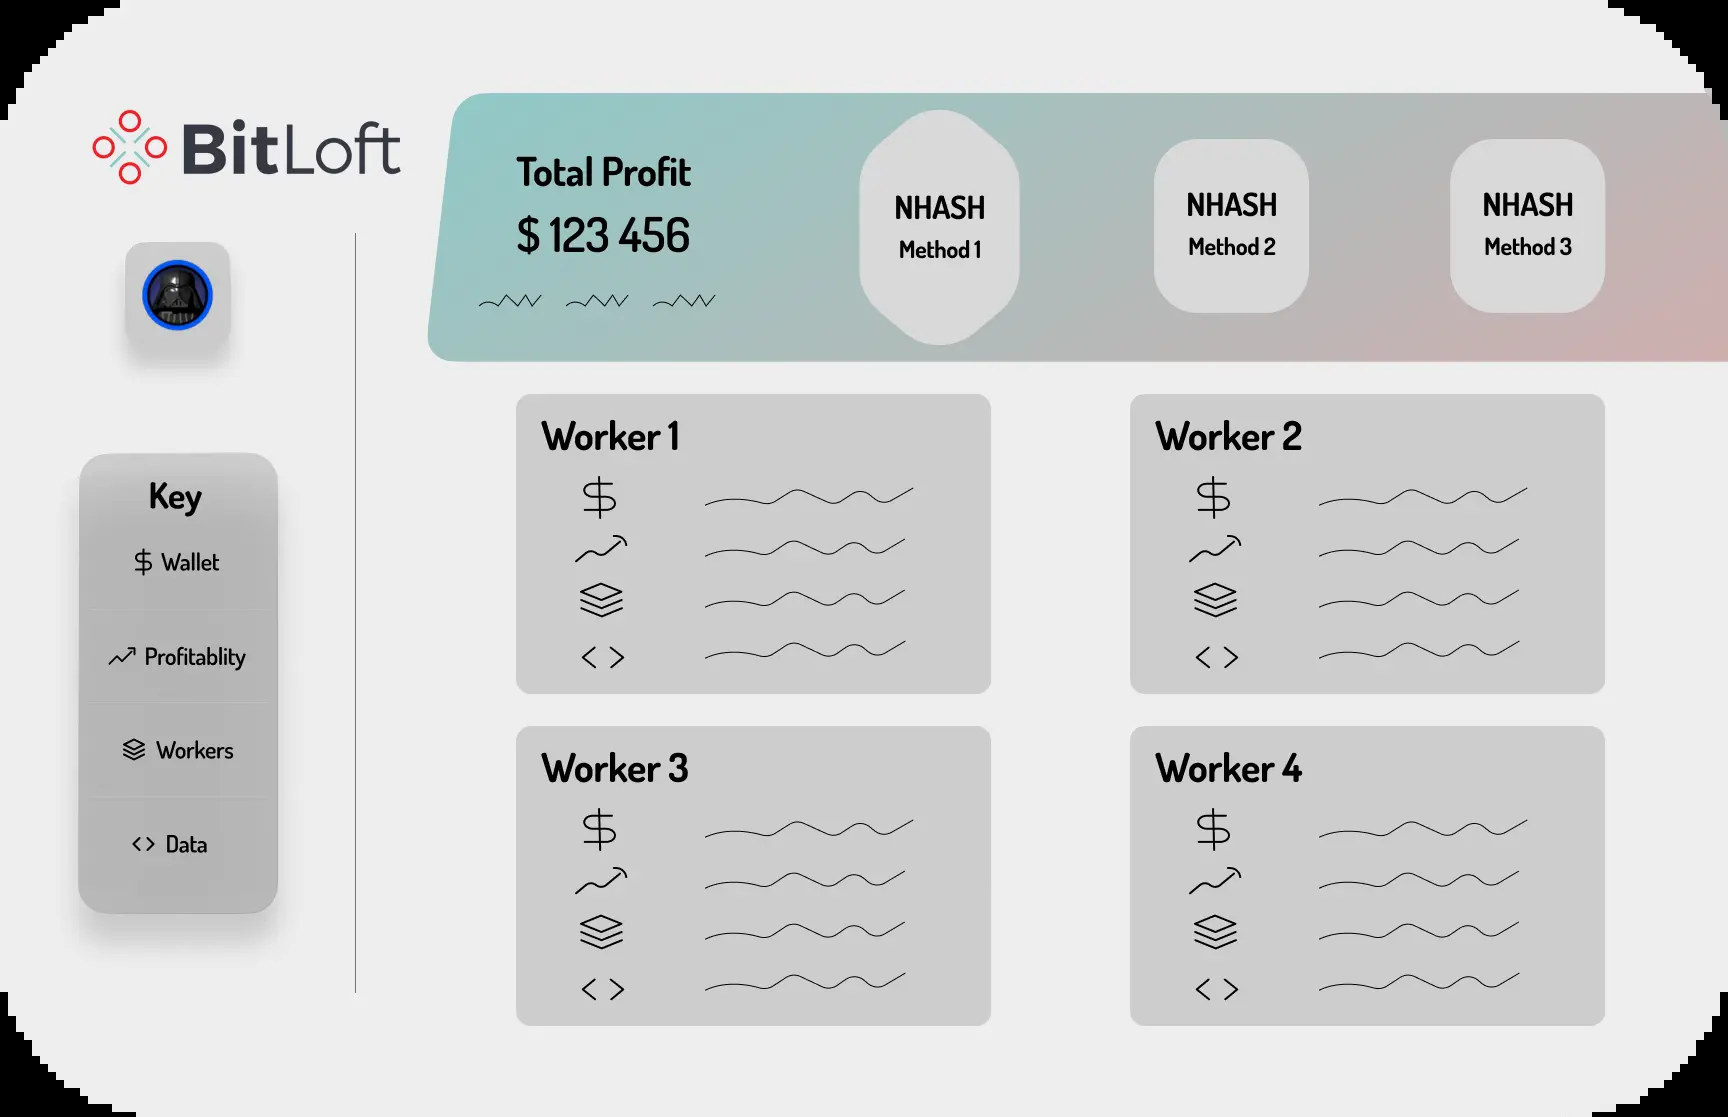 BitLoft
Total Profit
$ 123 456
NHASH
Method 1
NHASH
Method 2
NHASH
Method 3
Key
$ Wallet
Profitablity
Workers
<> Data
Worker 1
$
< >
Worker 2
$
< >
Worker 3
$
< >
Worker 4
$
< >